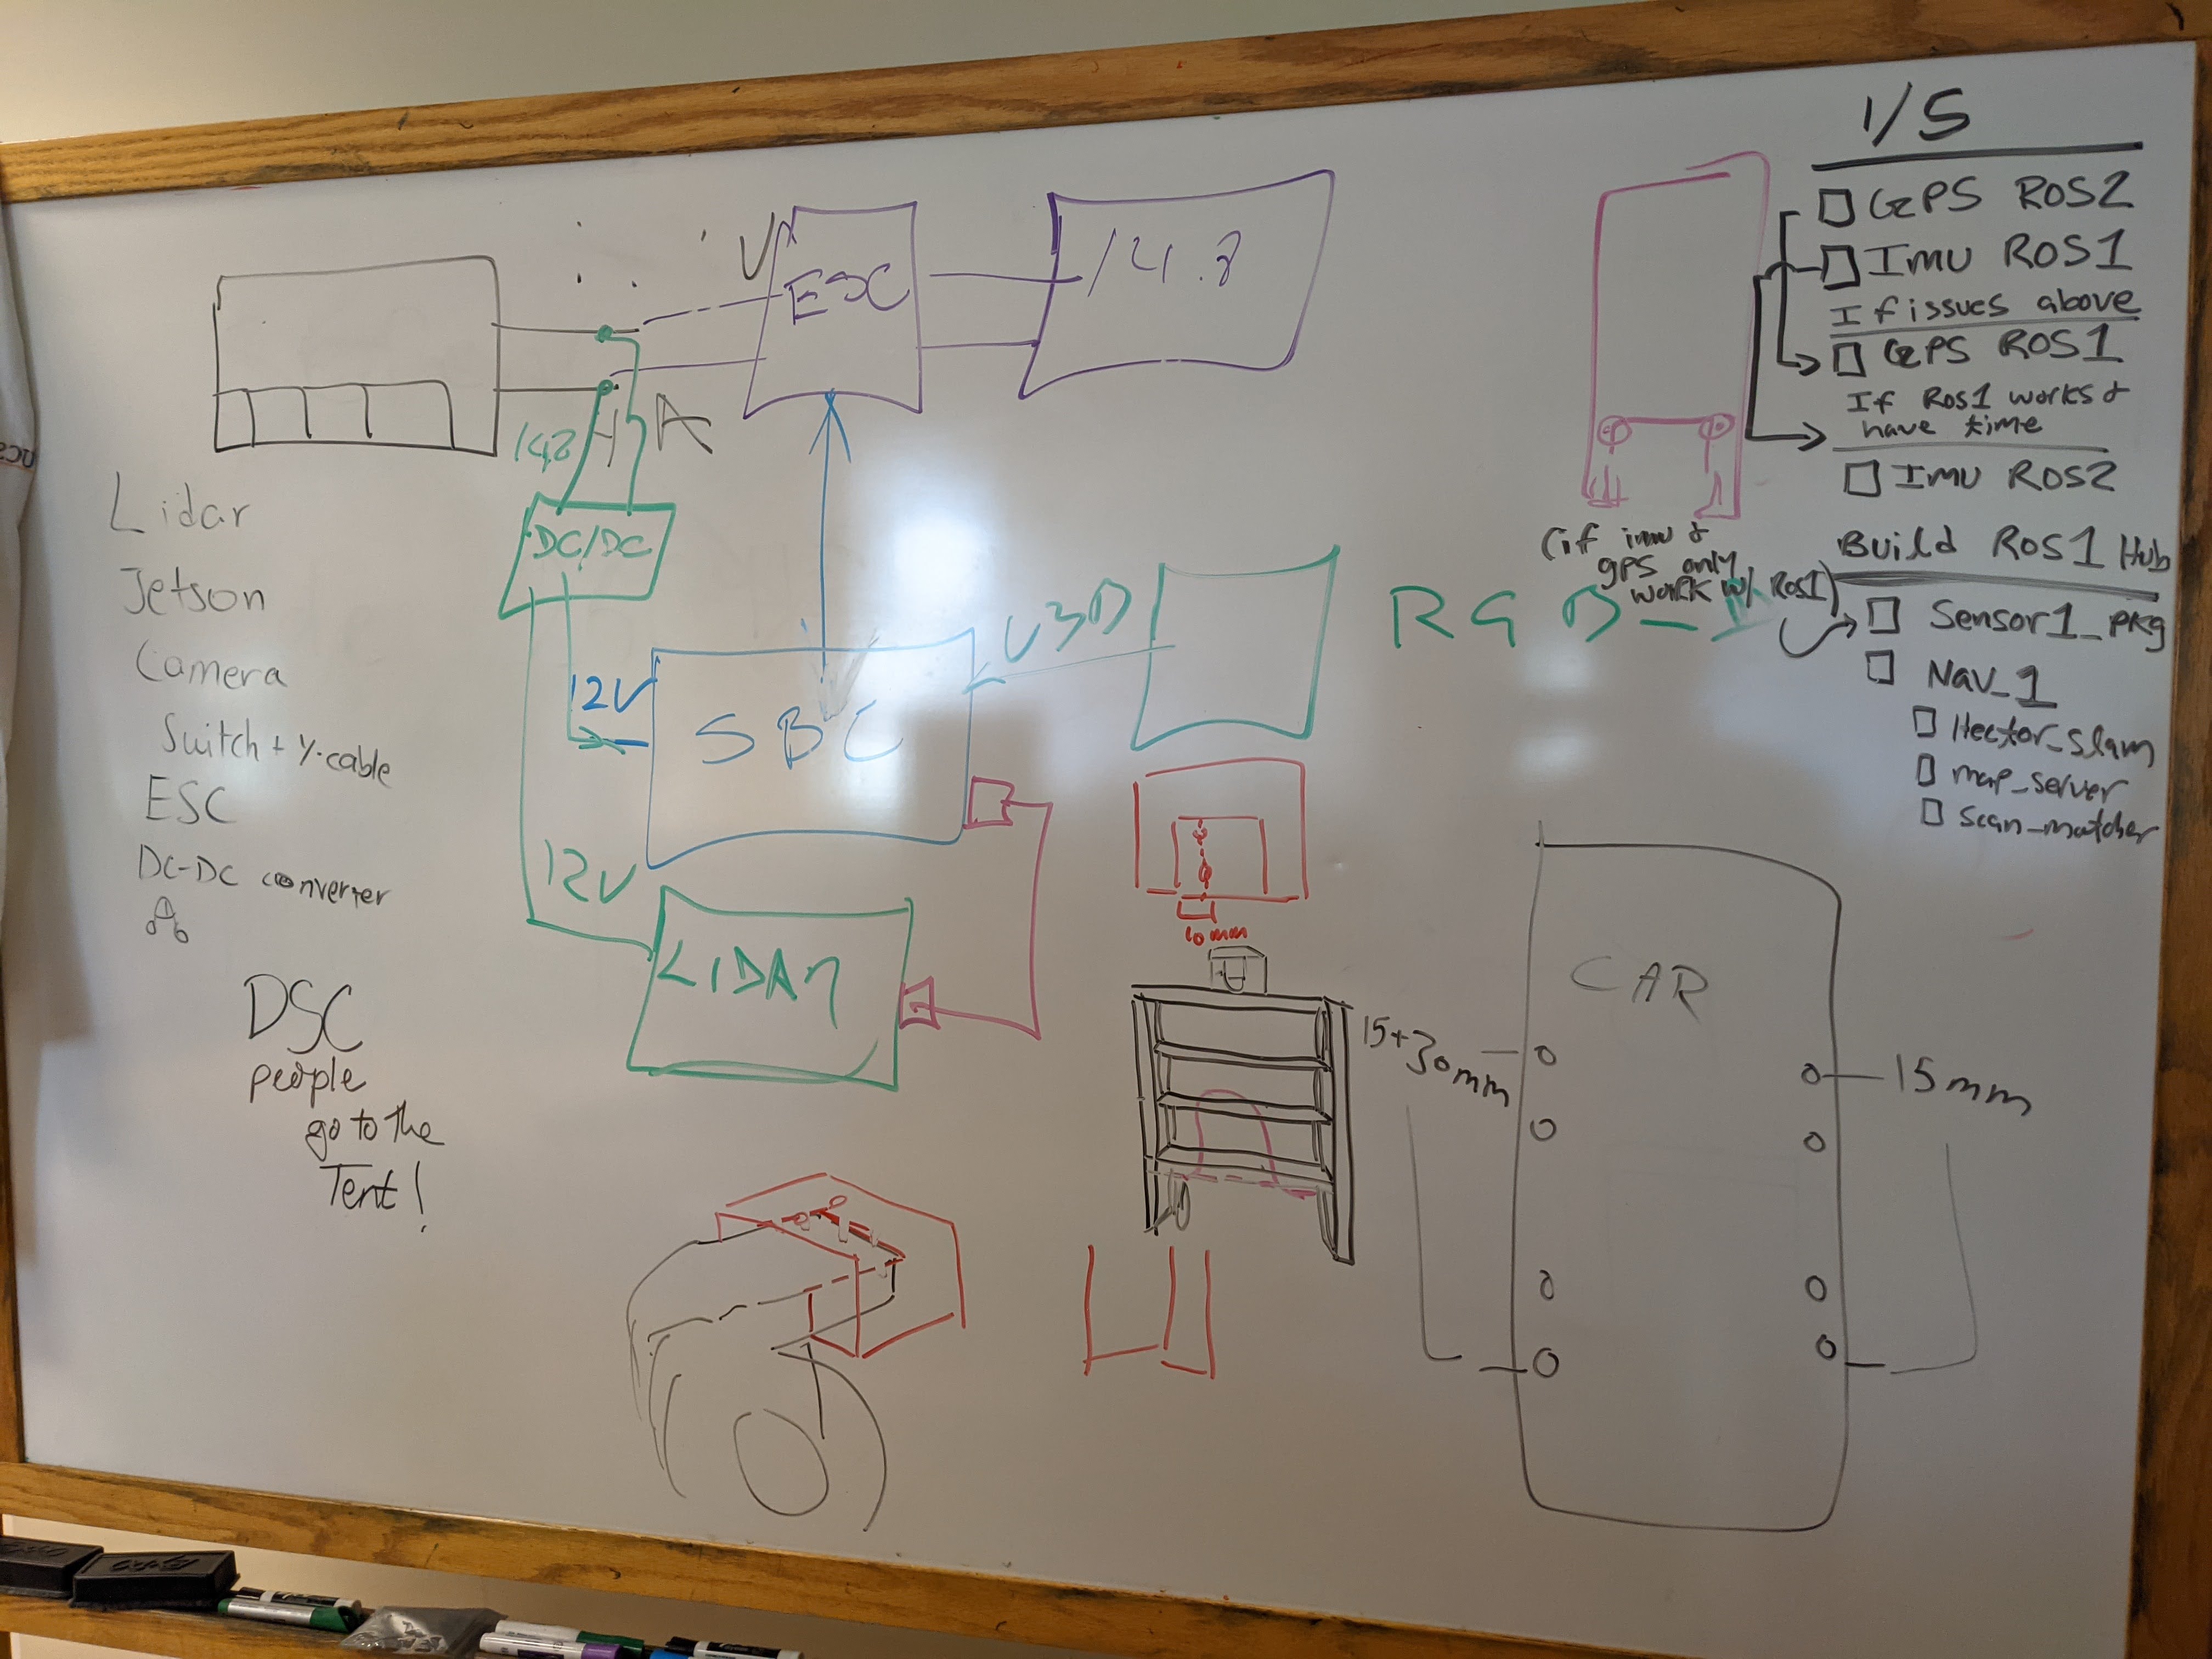 Lidar
Jetson
Camera
Switch + Y-cable
ESC
DC-DC converter
DSC
people
go to the
Tent!
V
ESC
14.8
A
DC/DC
12V
SBC
12V
LIDAR
RGB-D
10mm
15+30mm
CAR
15mm
1/5
GPS ROS2
Imu ROS1
If issues above
GPS ROS1
If Ros1 works &
have time
Imu ROS2
(if imu &
gps only
work w/ Ros1)
Build Ros1 Hub
Sensor1_pkg
Nav_1
Hector_slam
map_server
scan_matcher